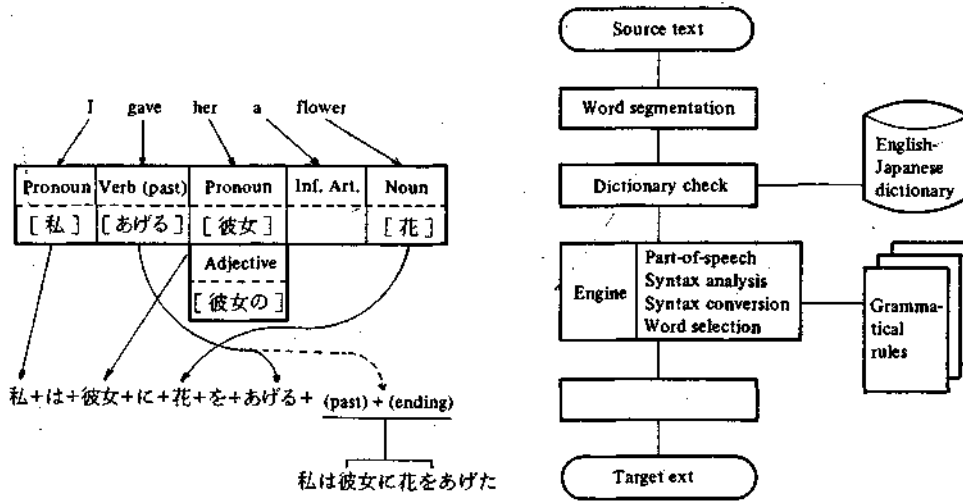 I gave her a flower
Pronoun Verb (past) Pronoun Inf. Art. Noun
[私] [あげる] [彼女] [花]
Adjective
[彼女の]
私+は+彼女+に+花+を+あげる+ (past) + (ending)
私は彼女に花をあげた
Source text
Word segmentation
Dictionary check
English-
Japanese
dictionary
Engine
Part-of-speech
Syntax analysis
Syntax conversion
Word selection
Gramma-
tical
rules
Target ext